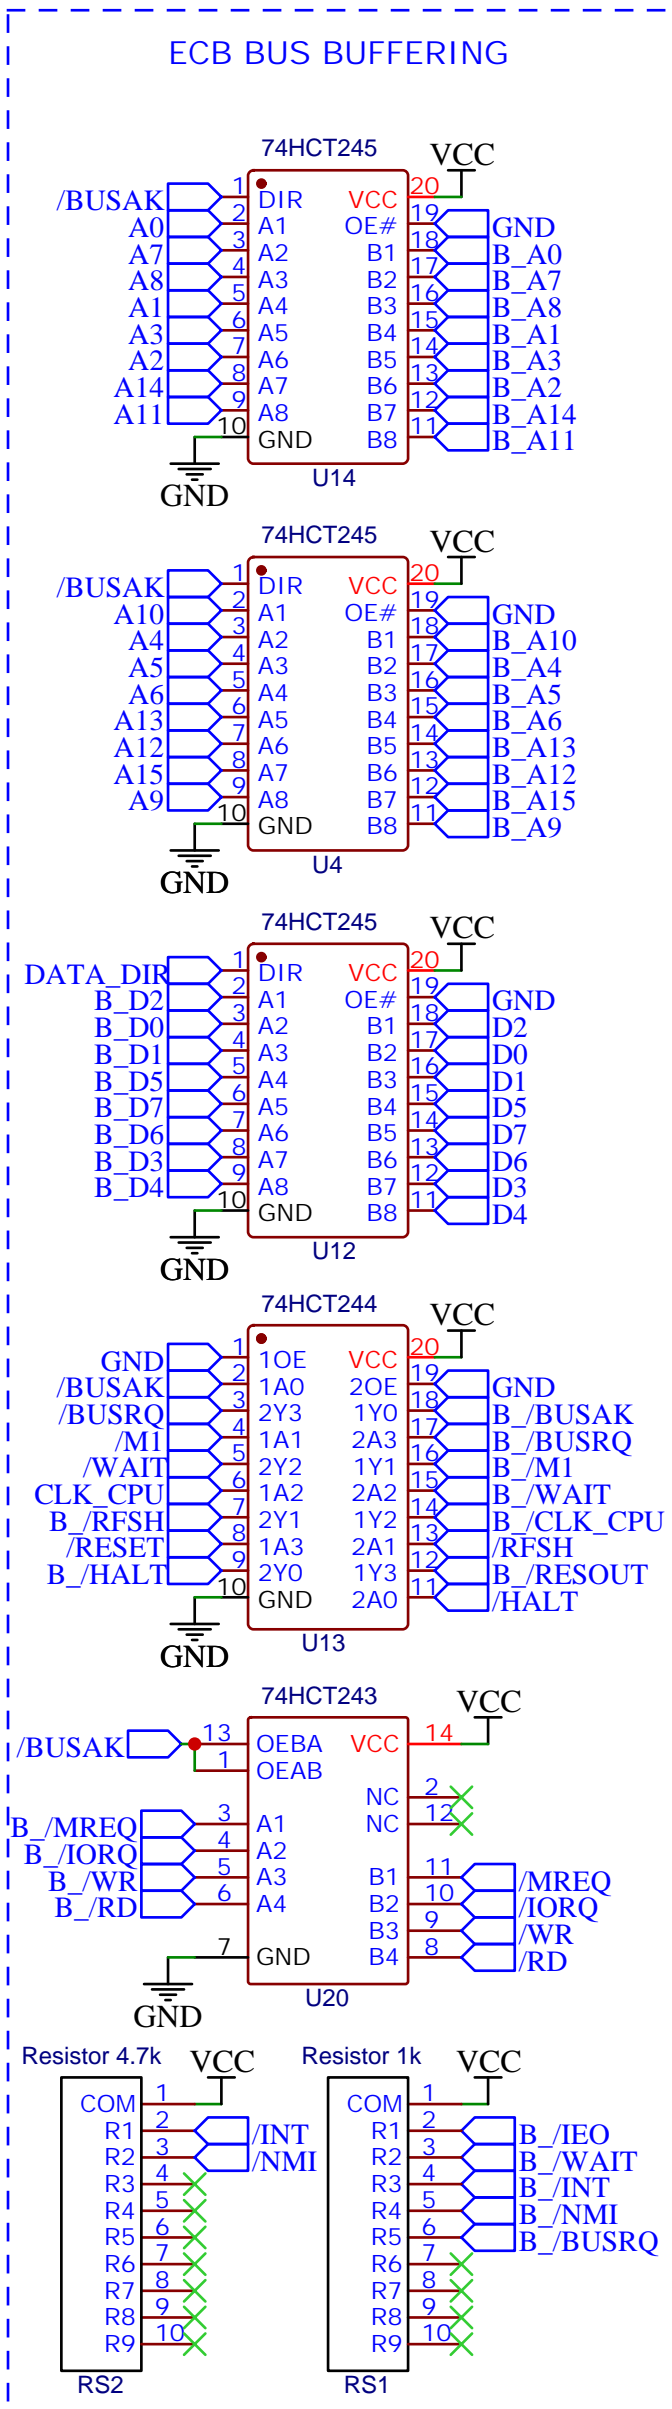 ECB BUS BUFFERING
74HCT245
VCC
/BUSAK 1 DIR VCC 20
A0 2 A1 OE# 19 GND
A7 3 A2 B1 18 B_A0
A8 4 A3 B2 17 B_A7
A1 5 A4 B3 16 B_A8
A3 6 A5 B4 15 B_A1
A2 7 A6 B5 14 B_A3
A14 8 A7 B6 13 B_A2
A11 9 A8 B7 12 B_A14
10 GND B8 11 B_A11
GND
U14
74HCT245
VCC
/BUSAK 1 DIR VCC 20
A10 2 A1 OE# 19 GND
A4 3 A2 B1 18 B_A10
A5 4 A3 B2 17 B_A4
A6 5 A4 B3 16 B_A5
A13 6 A5 B4 15 B_A6
A12 7 A6 B5 14 B_A13
A15 8 A7 B6 13 B_A12
A9 9 A8 B7 12 B_A15
10 GND B8 11 B_A9
GND
U4
74HCT245
VCC
DATA_DIR 1 DIR VCC 20
B_D2 2 A1 OE# 19 GND
B_D0 3 A2 B1 18 D2
B_D1 4 A3 B2 17 D0
B_D5 5 A4 B3 16 D1
B_D7 6 A5 B4 15 D5
B_D6 7 A6 B5 14 D7
B_D3 8 A7 B6 13 D6
B_D4 9 A8 B7 12 D3
10 GND B8 11 D4
GND
U12
74HCT244
VCC
GND 1 1OE VCC 20
/BUSAK 2 1A0 2OE 19 GND
/BUSRQ 3 2Y3 1Y0 18 B_/BUSAK
/M1 4 1A1 2A3 17 B_/BUSRQ
/WAIT 5 2Y2 1Y1 16 B_/M1
CLK_CPU 6 1A2 2A2 15 B_/WAIT
B_/RFSH 7 2Y1 1Y2 14 B_/CLK_CPU
/RESET 8 1A3 2A1 13 /RFSH
B_/HALT 9 2Y0 1Y3 12 B_/RESOUT
10 GND 2A0 11 /HALT
GND
U13
74HCT243
VCC
/BUSAK 13 OEBA VCC 14
1 OEAB
NC 2
NC 12
B_/MREQ 3 A1
B_/IORQ 4 A2
B_/WR 5 A3 B1 11 /MREQ
B_/RD 6 A4 B2 10 /IORQ
B3 9 /WR
7 GND B4 8 /RD
GND
U20
Resistor 4.7k VCC
COM 1
R1 2 /INT
R2 3 /NMI
R3 4
R4 5
R5 6
R6 7
R7 8
R8 9
R9 10
RS2
Resistor 1k VCC
COM 1
R1 2 B_/IEO
R2 3 B_/WAIT
R3 4 B_/INT
R4 5 B_/NMI
R5 6 B_/BUSRQ
R6 7
R7 8
R8 9
R9 10
RS1